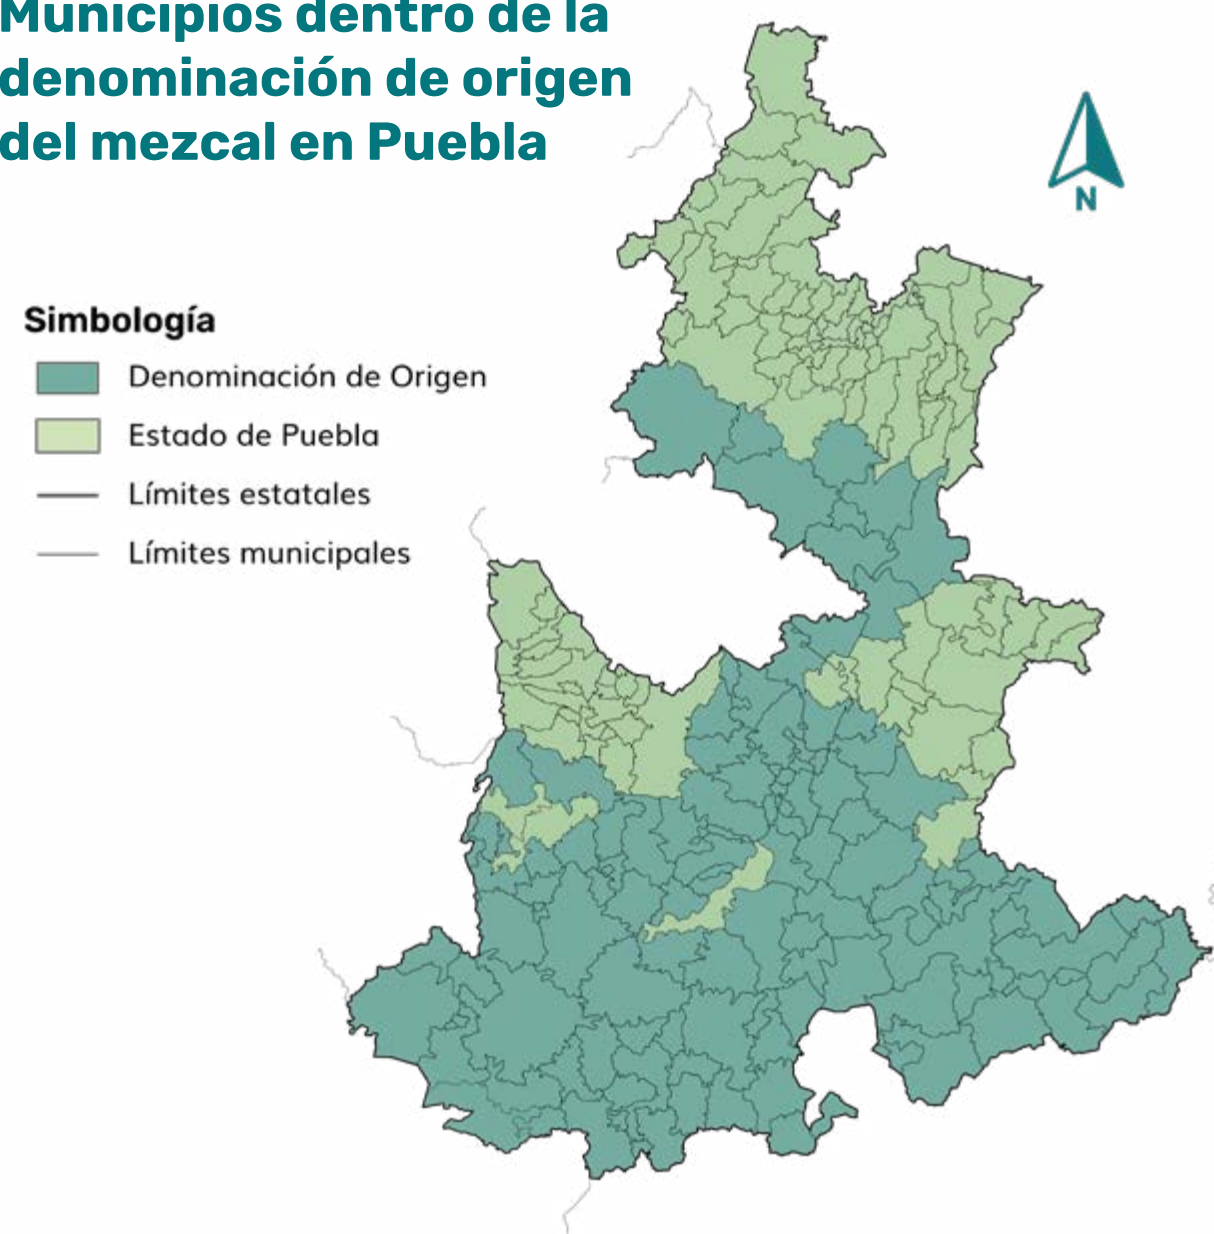 Municipios dentro de la
denominación de origen
del mezcal en Puebla
N
Simbología
Denominación de Origen
Estado de Puebla
Límites estatales
Límites municipales